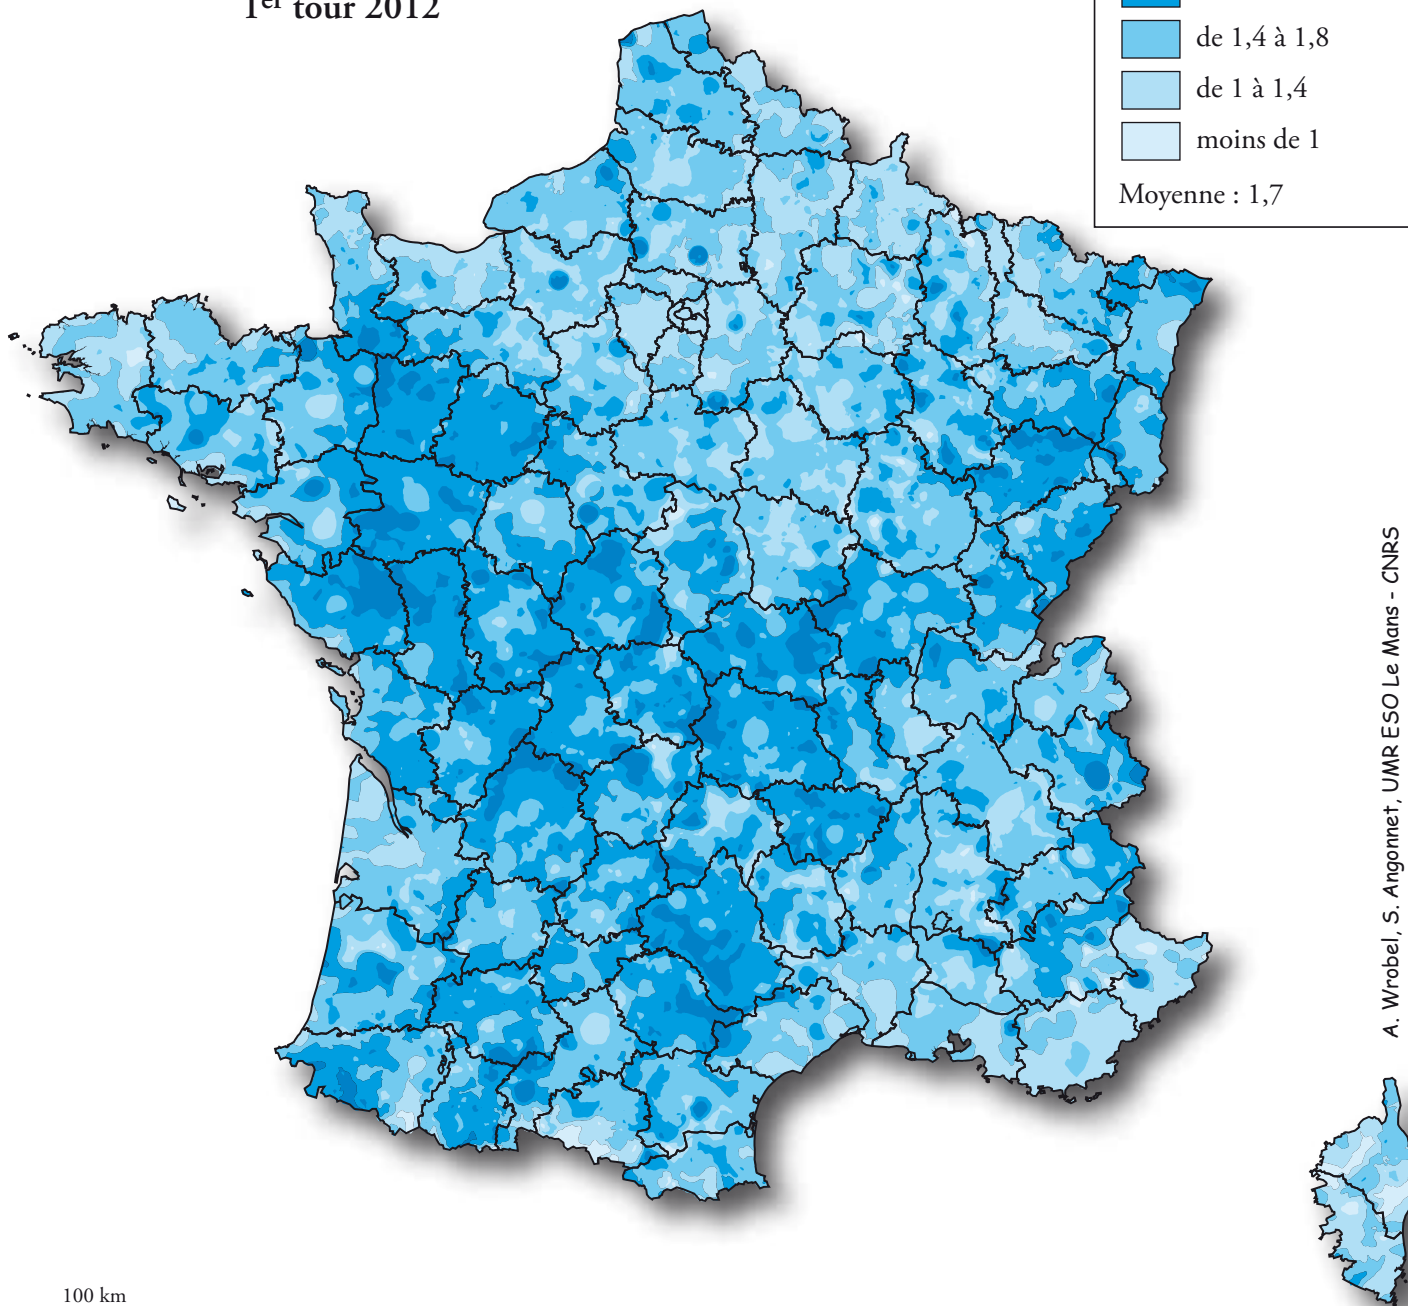 1er tour 2012
de 1,4 à 1,8
de 1 à 1,4
moins de 1
Moyenne : 1,7
A. Wrobel, S. Angonnet, UMR ESO Le Mans - CNRS
100 km